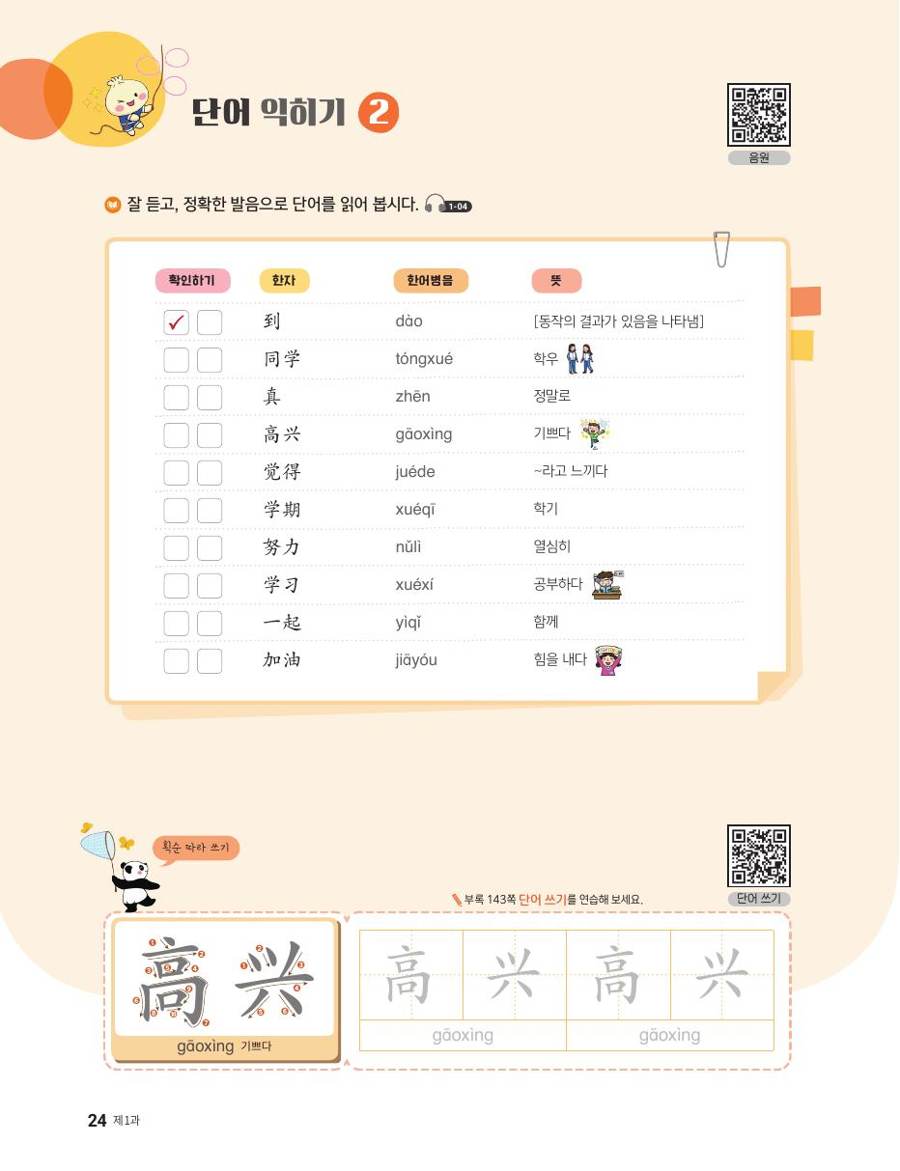 단어 익히기 2
음원
잘 듣고, 정확한 발음으로 단어를 읽어 봅시다. 1-04
확인하기 한자 한어병음 뜻
到 dào [동작의 결과가 있음을 나타냄]
同学 tóngxué 학우
真 zhēn 정말로
高兴 gāoxìng 기쁘다
觉得 juéde ~라고 느끼다
学期 xuéqī 학기
努力 nǔlì 열심히
学习 xuéxí 공부하다
一起 yìqǐ 함께
加油 jiāyóu 힘을 내다
획순 따라 쓰기
부록 143쪽 단어 쓰기를 연습해 보세요.
단어 쓰기
高兴
高 兴 高 兴
gāoxìng 기쁘다
gāoxìng gāoxìng
24 제1과